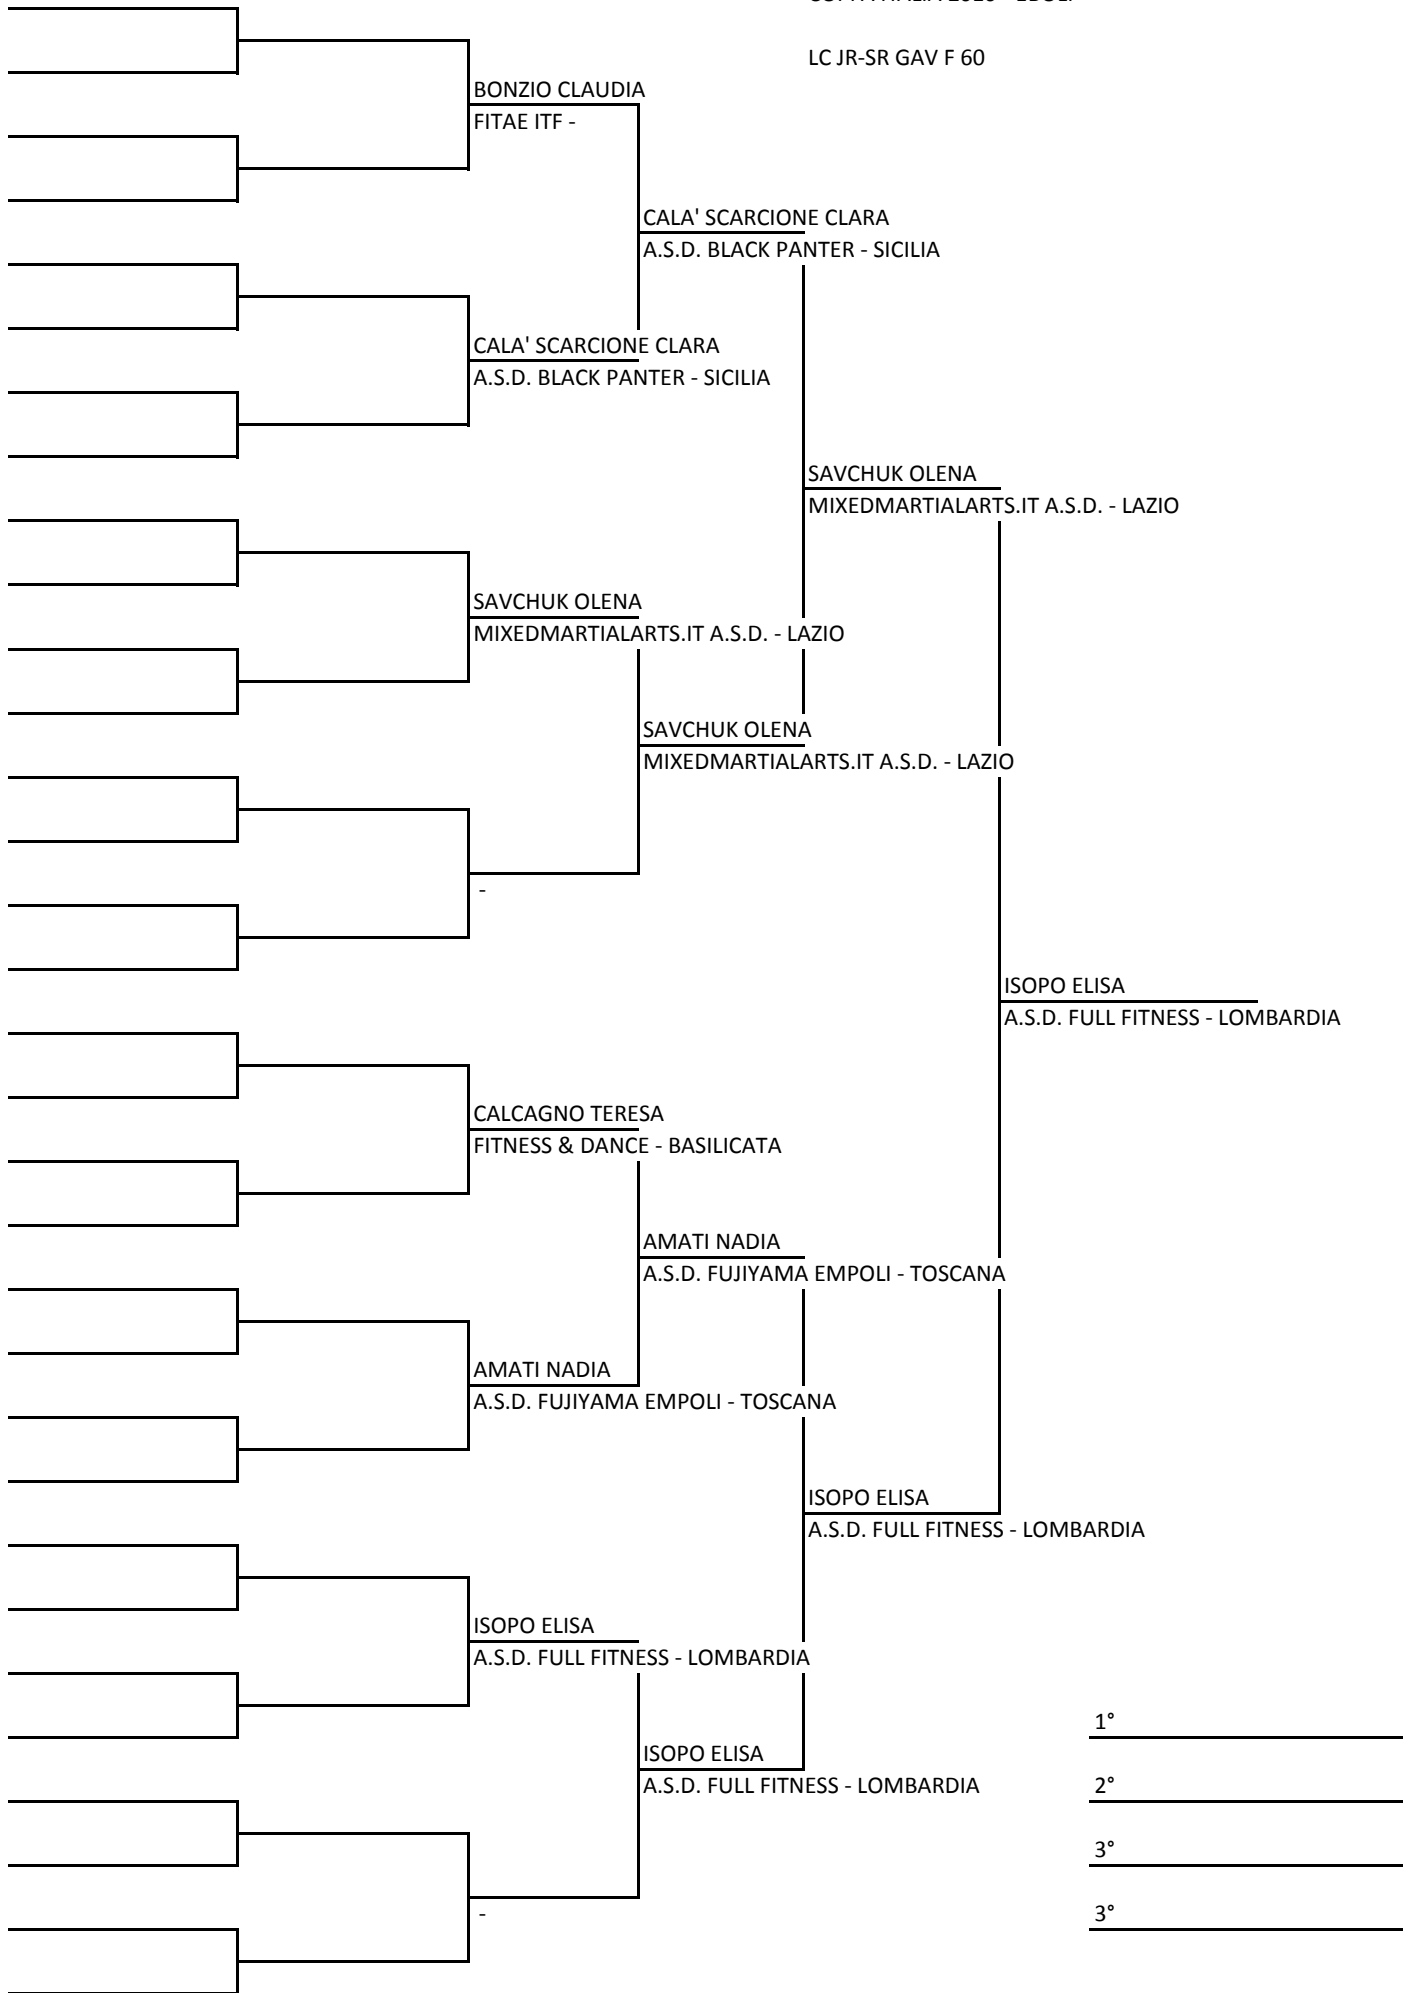 LC JR-SR GAV F 60
BONZIO CLAUDIA
FITAE ITF -
CALA' SCARCIONE CLARA
A.S.D. BLACK PANTER - SICILIA
CALA' SCARCIONE CLARA
A.S.D. BLACK PANTER - SICILIA
SAVCHUK OLENA
MIXEDMARTIALARTS.IT A.S.D. - LAZIO
SAVCHUK OLENA
MIXEDMARTIALARTS.IT A.S.D. - LAZIO
SAVCHUK OLENA
MIXEDMARTIALARTS.IT A.S.D. - LAZIO
-
ISOPO ELISA
A.S.D. FULL FITNESS - LOMBARDIA
CALCAGNO TERESA
FITNESS & DANCE - BASILICATA
AMATI NADIA
A.S.D. FUJIYAMA EMPOLI - TOSCANA
AMATI NADIA
A.S.D. FUJIYAMA EMPOLI - TOSCANA
ISOPO ELISA
A.S.D. FULL FITNESS - LOMBARDIA
ISOPO ELISA
A.S.D. FULL FITNESS - LOMBARDIA
1°
ISOPO ELISA
A.S.D. FULL FITNESS - LOMBARDIA
2°
3°
-
3°